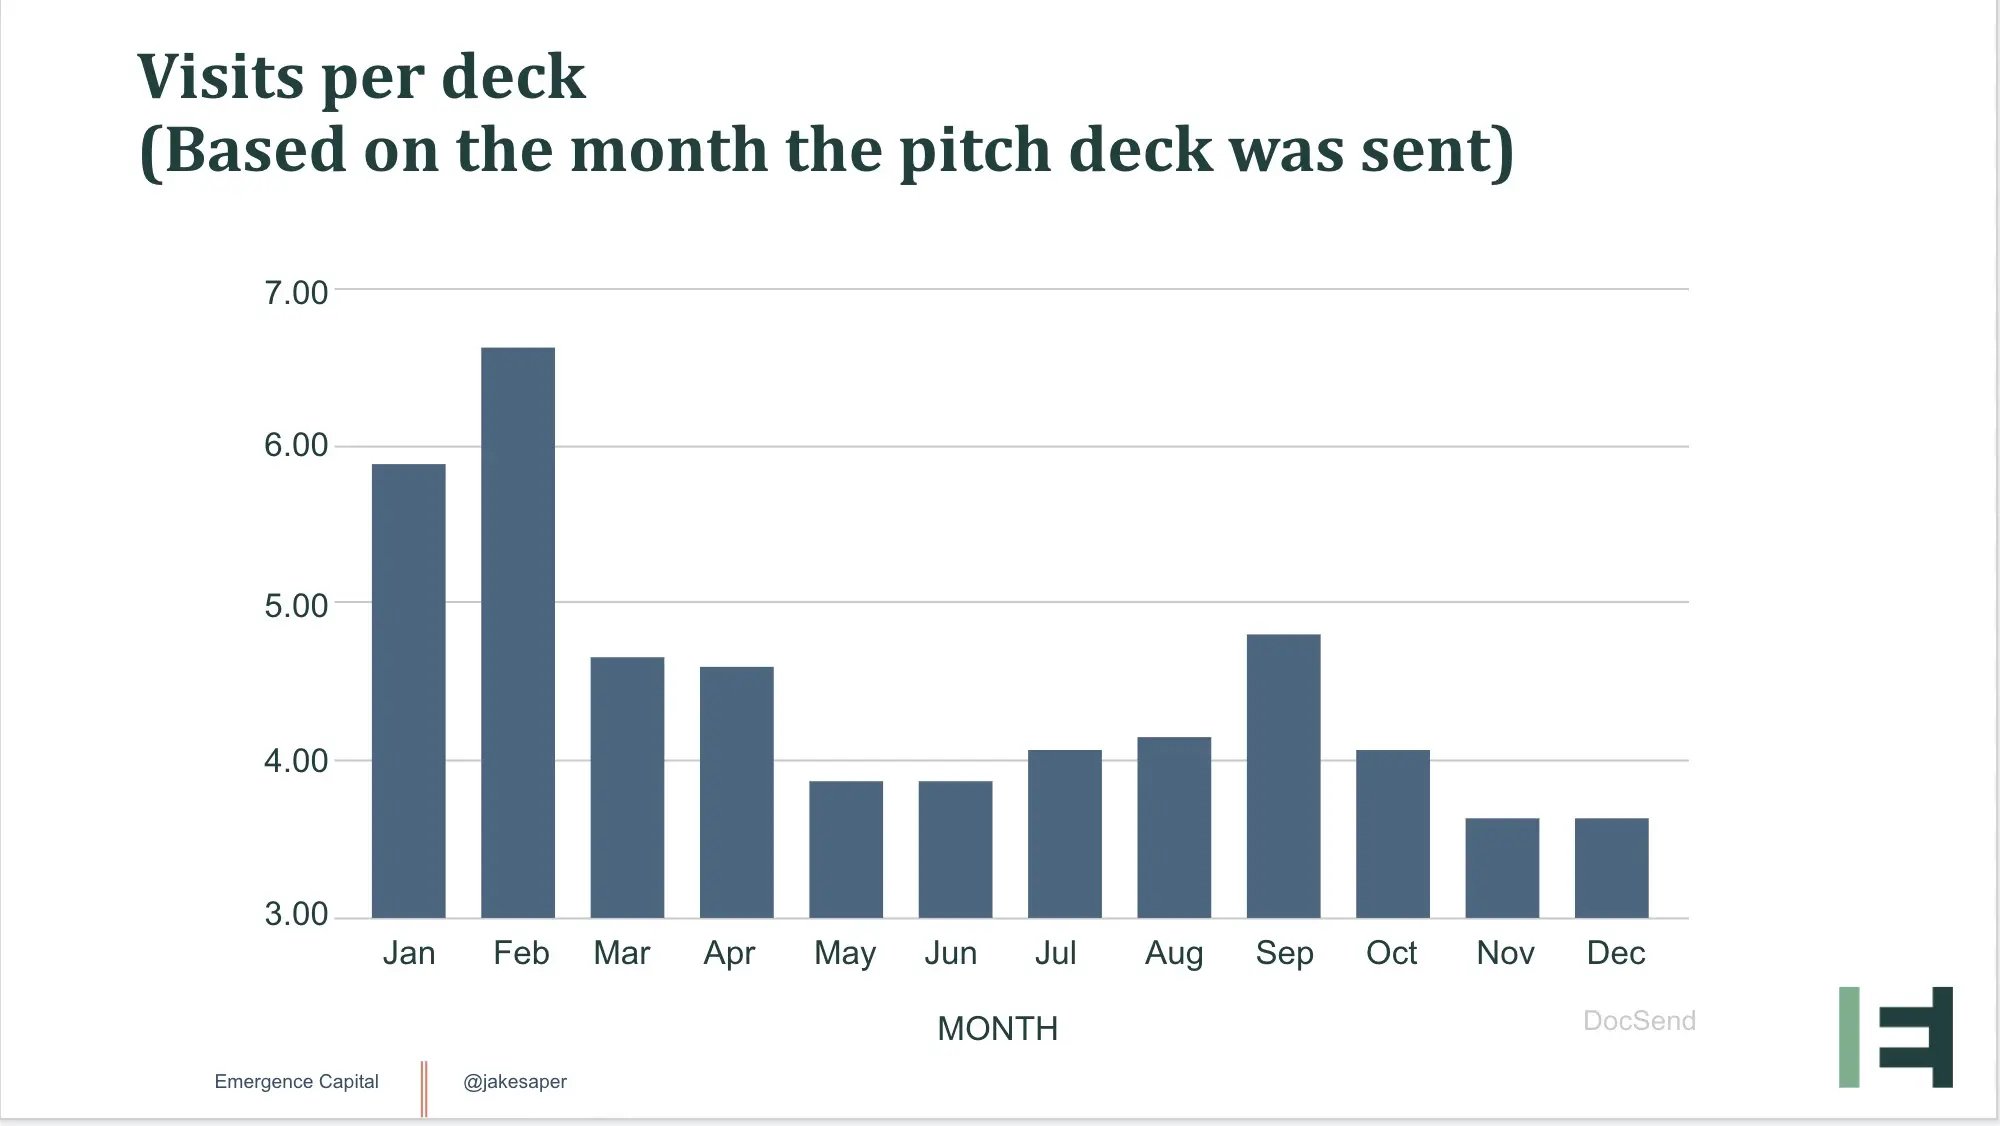 Visits per deck
(Based on the month the pitch deck was sent)
7.00
6.00
5.00
4.00
3.00
Jan Feb Mar Apr May Jun Jul Aug Sep Oct Nov Dec
MONTH
DocSend
Emergence Capital
@jakesaper